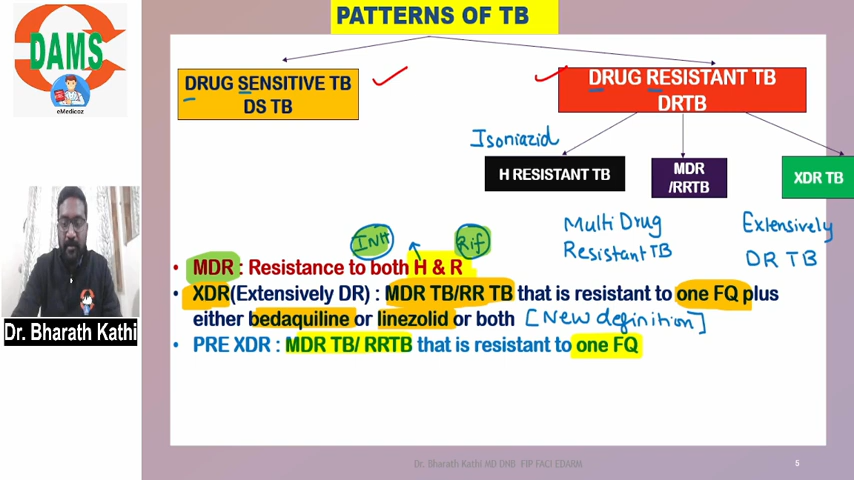 PATTERNS OF TB
DAMS
eMedicoz
DRUG SENSITIVE TB
DS TB
DRUG RESISTANT TB
DRTB
Isoniazid
H RESISTANT TB
MDR
/RRTB
XDR TB
Multi Drug
Resistant TB
Extensively
DR TB
INH
Rif
• MDR : Resistance to both H & R
• XDR(Extensively DR) : MDR TB/RR TB that is resistant to one FQ plus
either bedaquiline or linezolid or both [New definition]
• PRE XDR : MDR TB/ RRTB that is resistant to one FQ
Dr. Bharath Kathi
Dr. Bharath Kathi MD DNB FIP FACI EDARM
5